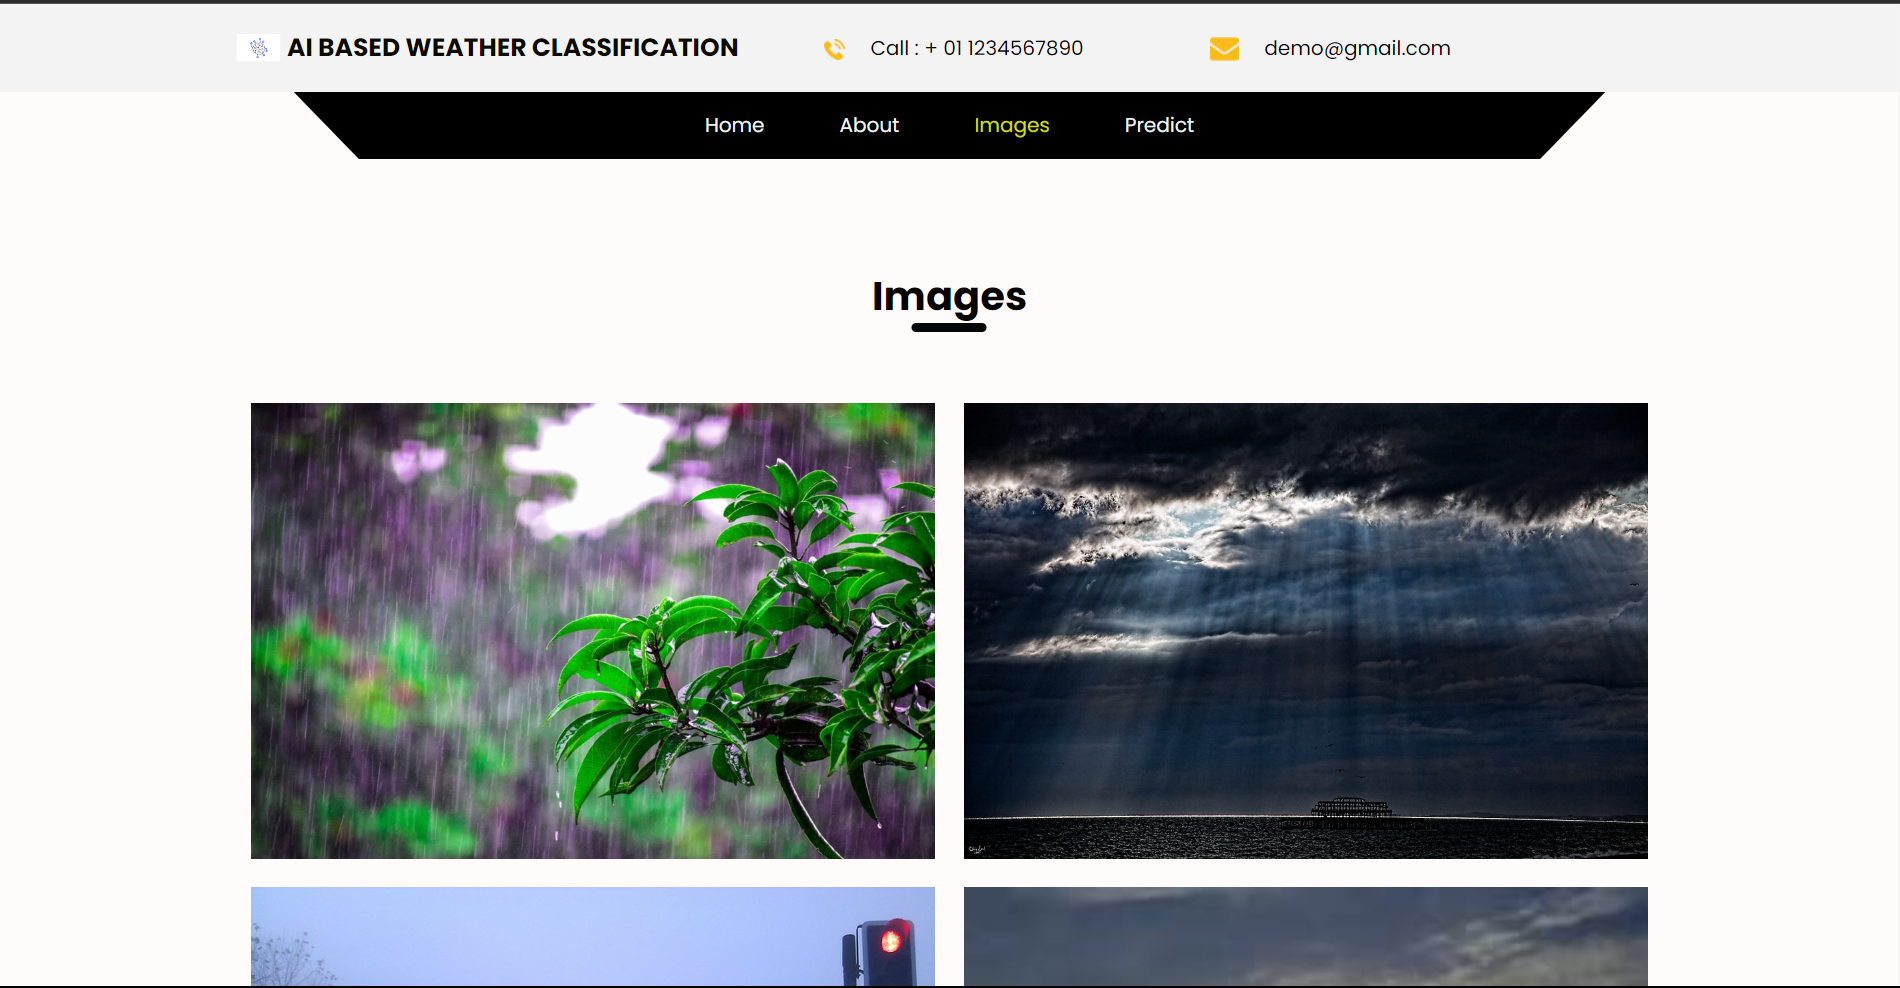 AI BASED WEATHER CLASSIFICATION
Call : + 01 1234567890
demo@gmail.com
Home
About
Images
Predict
Images